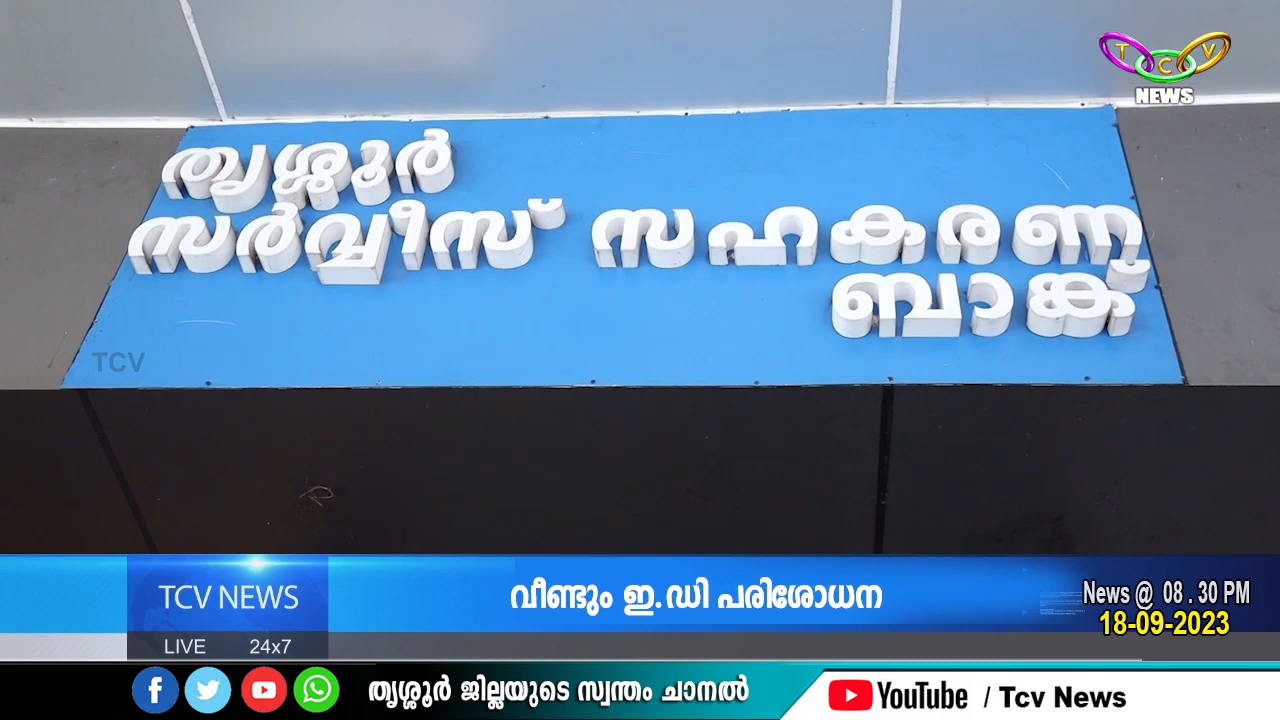 T C V
NEWS
തൃശ്ശൂർ
സർവ്വീസ് സഹകരണ
ബാങ്ക്
TCV
TCV NEWS
വീണ്ടും ഇ.ഡി പരിശോധന
News @ 08 . 30 PM
18-09-2023
LIVE 24x7
തൃശ്ശൂർ ജില്ലയുടെ സ്വന്തം ചാനൽ
YouTube / Tcv News